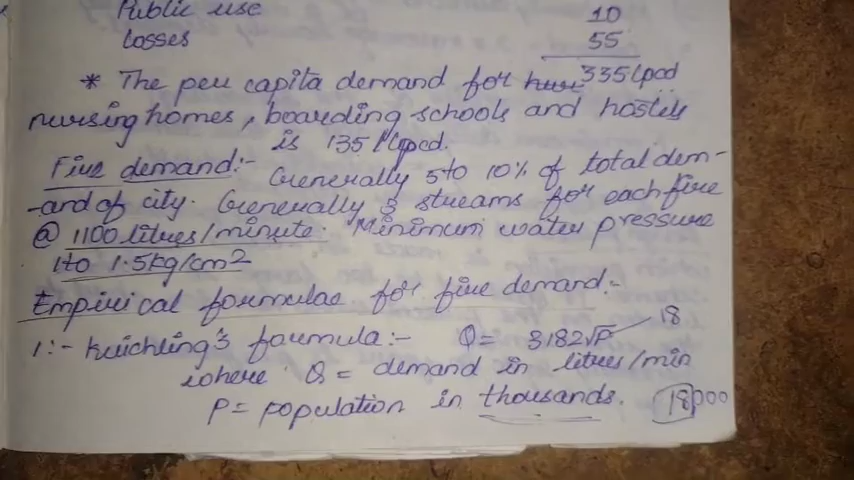 Public use 10
Losses 55
* The per capita demand for 335 lpcd
nursing homes, boarding schools and hostels
is 135 lpcd.
Fire demand:- Generally 5 to 10% of total dem-
-and of city. Generally 3 streams for each fire
@ 1100 litres/minute. Minimum water pressure
1 to 1.5kg/cm2
Empirical formulae for fire demand:-
1:- Kuichling's formula:- Q = 3182√P 18
where Q = demand in litres/min
P = population in thousands. 18000